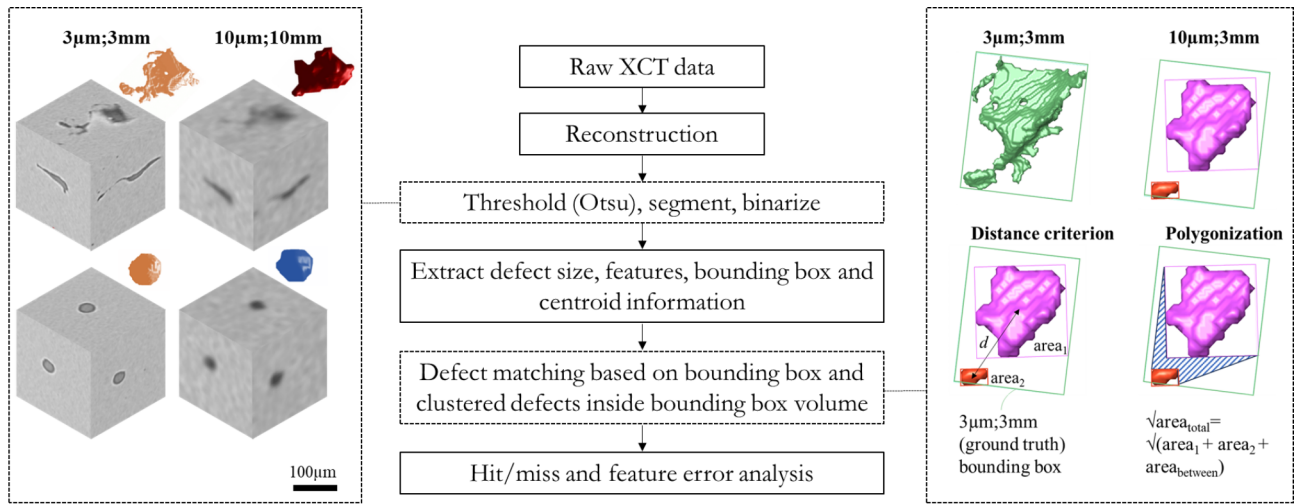 3µm;3mm
10µm;10mm
100µm
Raw XCT data
Reconstruction
Threshold (Otsu), segment, binarize
Extract defect size, features, bounding box and
centroid information
Defect matching based on bounding box and
clustered defects inside bounding box volume
Hit/miss and feature error analysis
3µm;3mm
10µm;3mm
Distance criterion
Polygonization
d
area₁
area₂
3µm;3mm
(ground truth)
bounding box
√area_total=
√(area₁ + area₂ +
area_between)